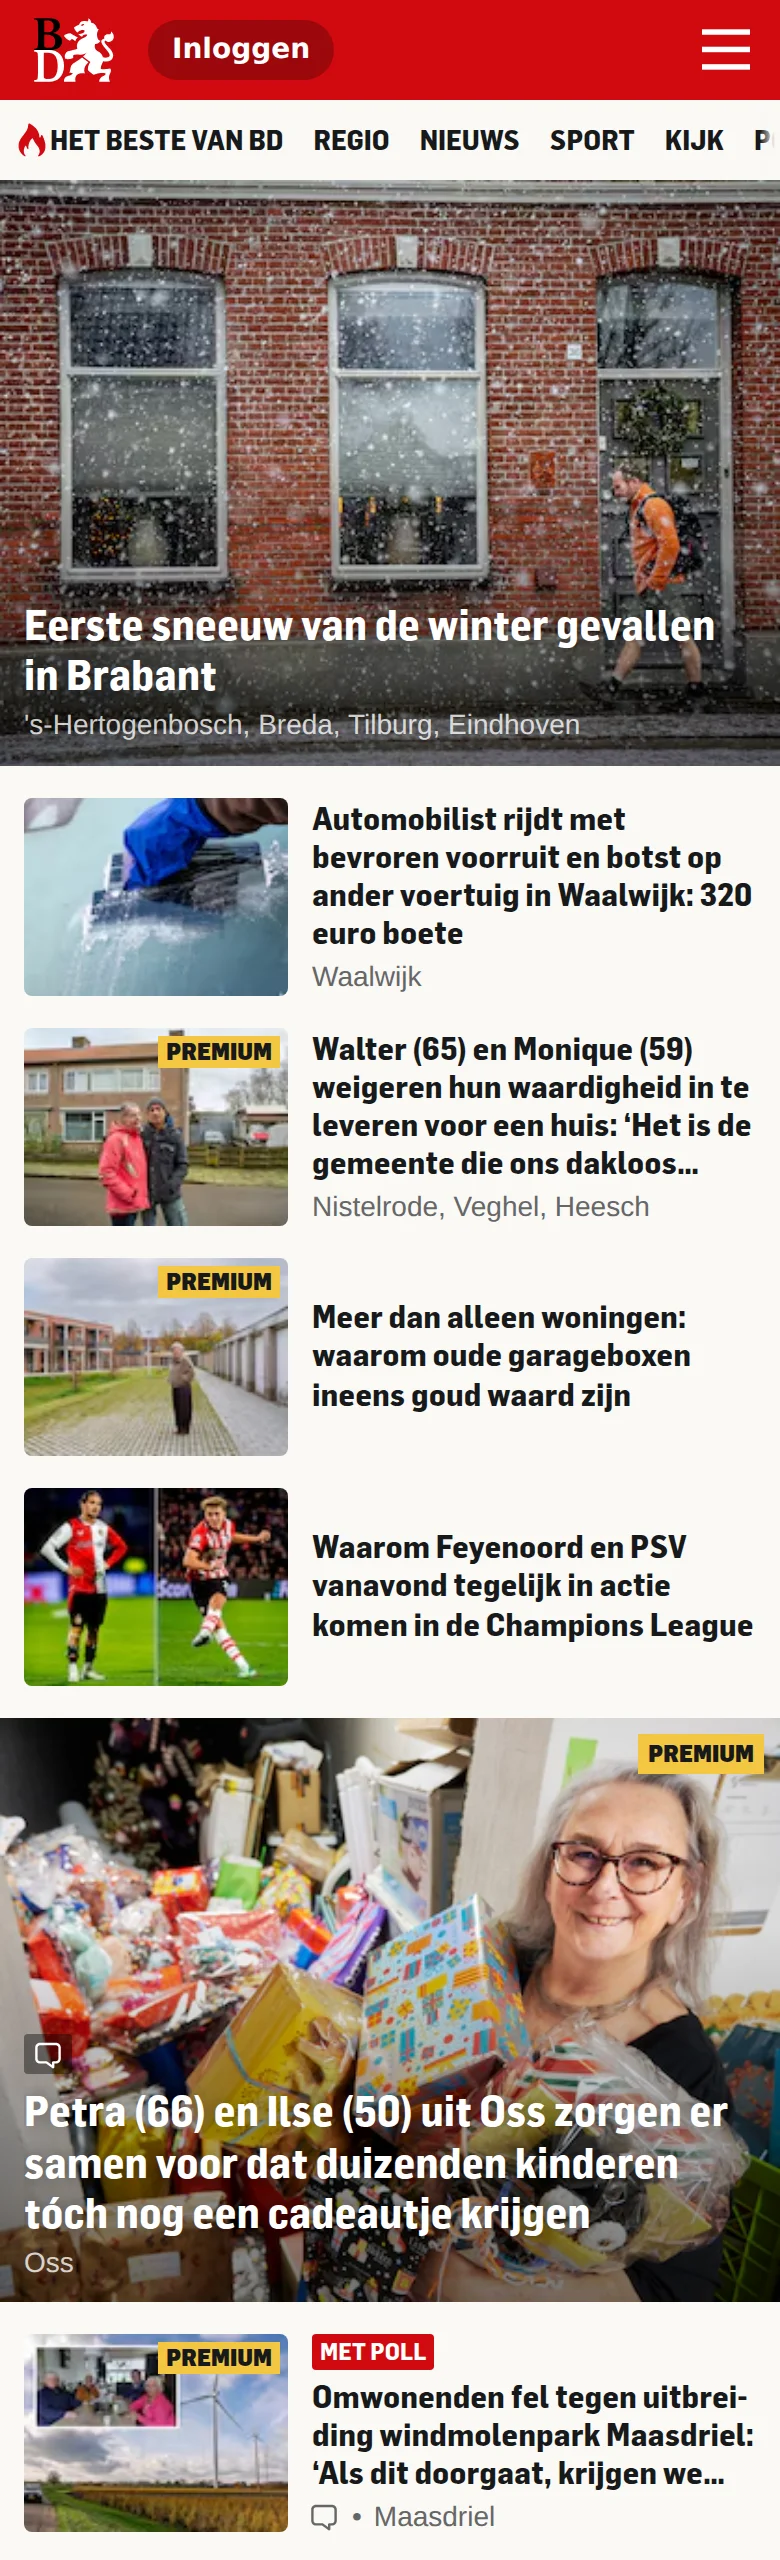 BD
Inloggen
HET BESTE VAN BD REGIO NIEUWS SPORT KIJK
Eerste sneeuw van de winter gevallen
in Brabant
's-Hertogenbosch, Breda, Tilburg, Eindhoven
Automobilist rijdt met
bevroren voorruit en botst op
ander voertuig in Waalwijk: 320
euro boete
Waalwijk
PREMIUM
Walter (65) en Monique (59)
weigeren hun waardigheid in te
leveren voor een huis: ‘Het is de
gemeente die ons dakloos...
Nistelrode, Veghel, Heesch
PREMIUM
Meer dan alleen woningen:
waarom oude garageboxen
ineens goud waard zijn
Waarom Feyenoord en PSV
vanavond tegelijk in actie
komen in de Champions League
PREMIUM
Petra (66) en Ilse (50) uit Oss zorgen er
samen voor dat duizenden kinderen
tóch nog een cadeautje krijgen
Oss
PREMIUM
MET POLL
Omwonenden fel tegen uitbrei-
ding windmolenpark Maasdriel:
‘Als dit doorgaat, krijgen we...
• Maasdriel